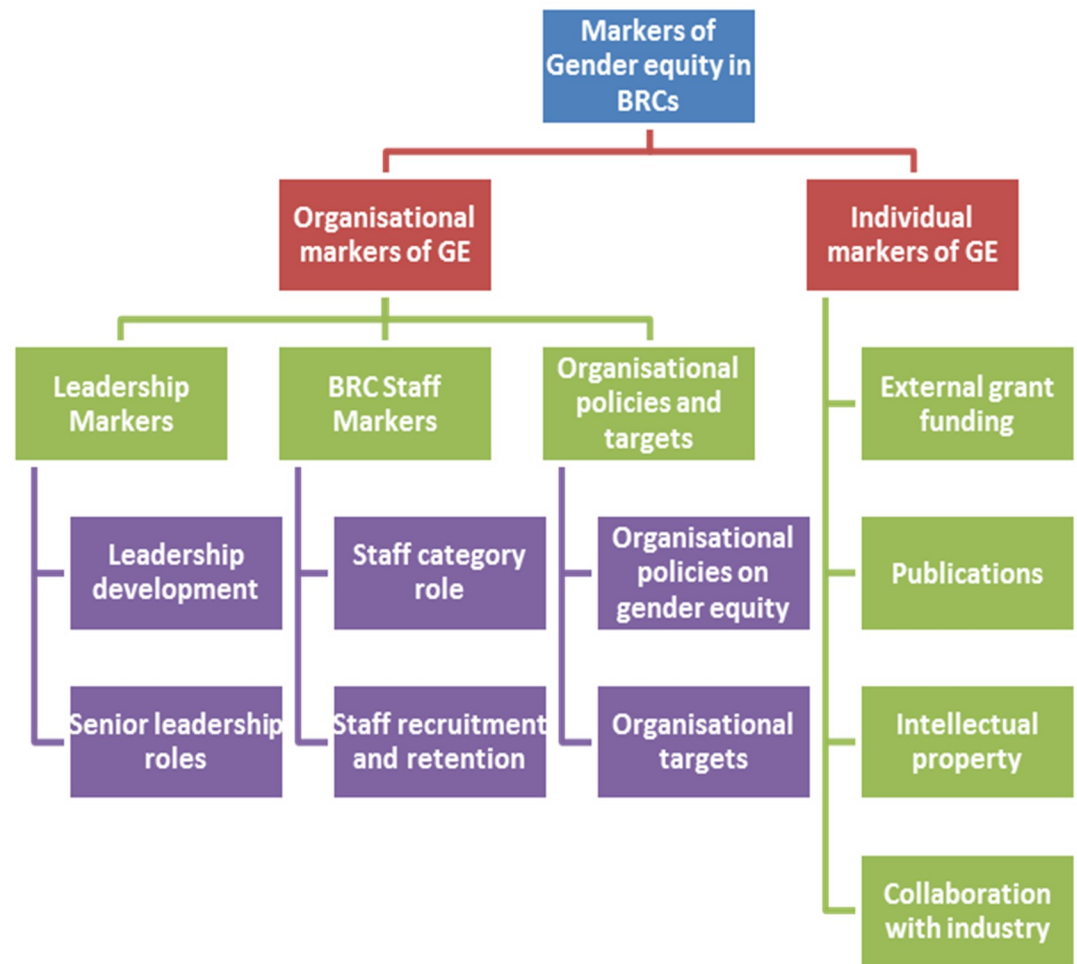 Markers of
Gender equity in
BRCs
Organisational
markers of GE
Individual
markers of GE
Leadership
Markers
BRC Staff
Markers
Organisational
policies and
targets
External grant
funding
Leadership
development
Staff category
role
Organisational
policies on
gender equity
Publications
Senior leadership
roles
Staff recruitment
and retention
Organisational
targets
Intellectual
property
Collaboration
with industry